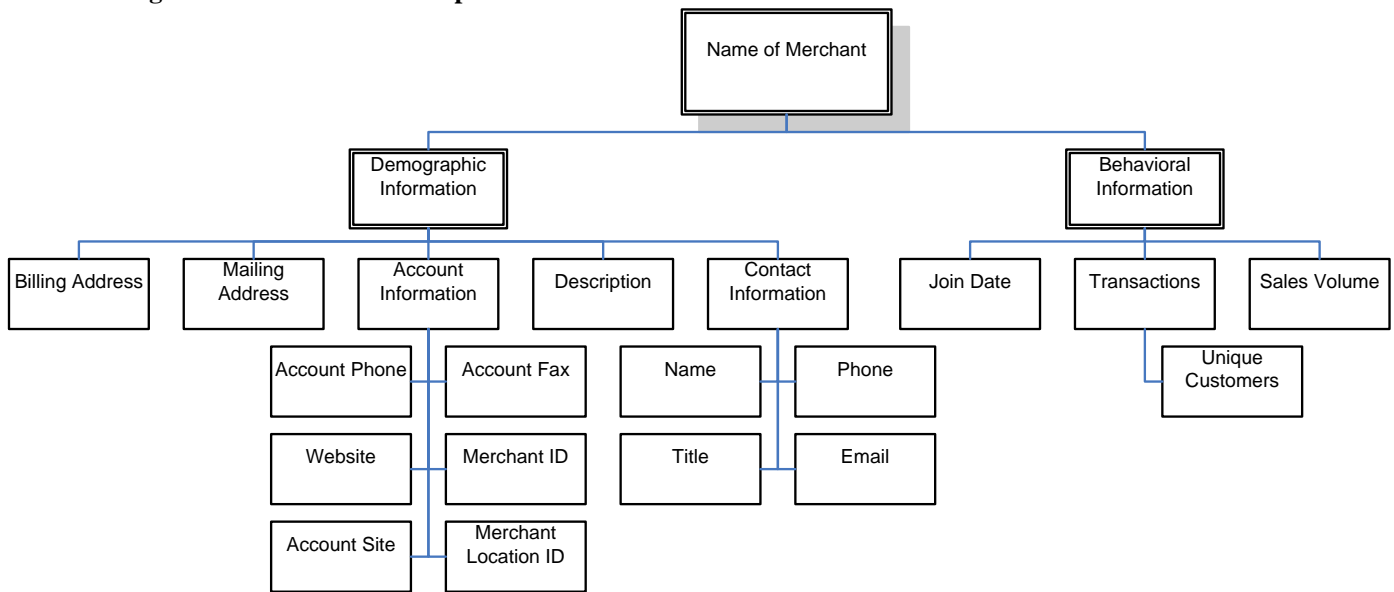 Name of Merchant
Demographic
Information
Behavioral
Information
Billing Address
Mailing
Address
Account
Information
Description
Contact
Information
Join Date
Transactions
Sales Volume
Account Phone
Account Fax
Name
Phone
Unique
Customers
Website
Merchant ID
Title
Email
Account Site
Merchant
Location ID